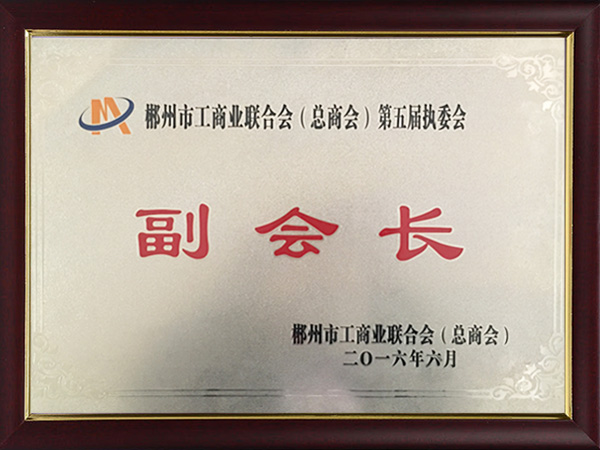 郴州市工商业联合会(总商会)第五届执委会
副会长
郴州市工商业联合会(总商会)
二〇一六年六月